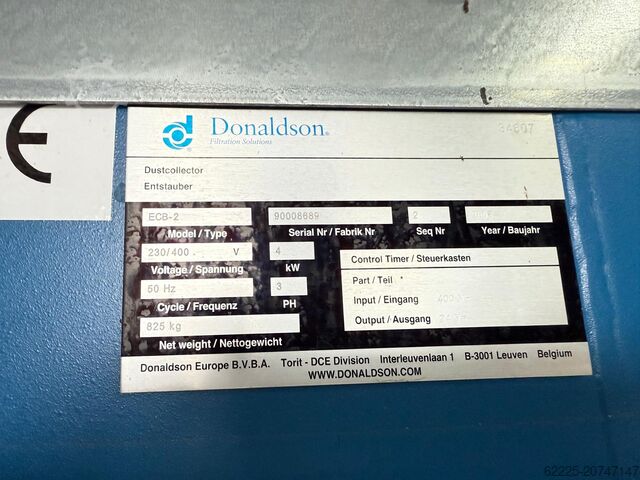 CE
Donaldson®
Filtration Solutions
34607
Dustcollector
Entstauber
ECB-2 90008689 2
Model / Type Serial Nr / Fabrik Nr Seq Nr Year / Baujahr
230/400 V 4
Voltage / Spannung kW
Control Timer / Steuerkasten
50 Hz 3
Cycle / Frequenz PH
Part / Teil
Input / Eingang
825 kg
Output / Ausgang
Net weight / Nettogewicht
Donaldson Europe B.V.B.A. Torit - DCE Division Interleuvenlaan 1 B-3001 Leuven Belgium
WWW.DONALDSON.COM
62225-20747147